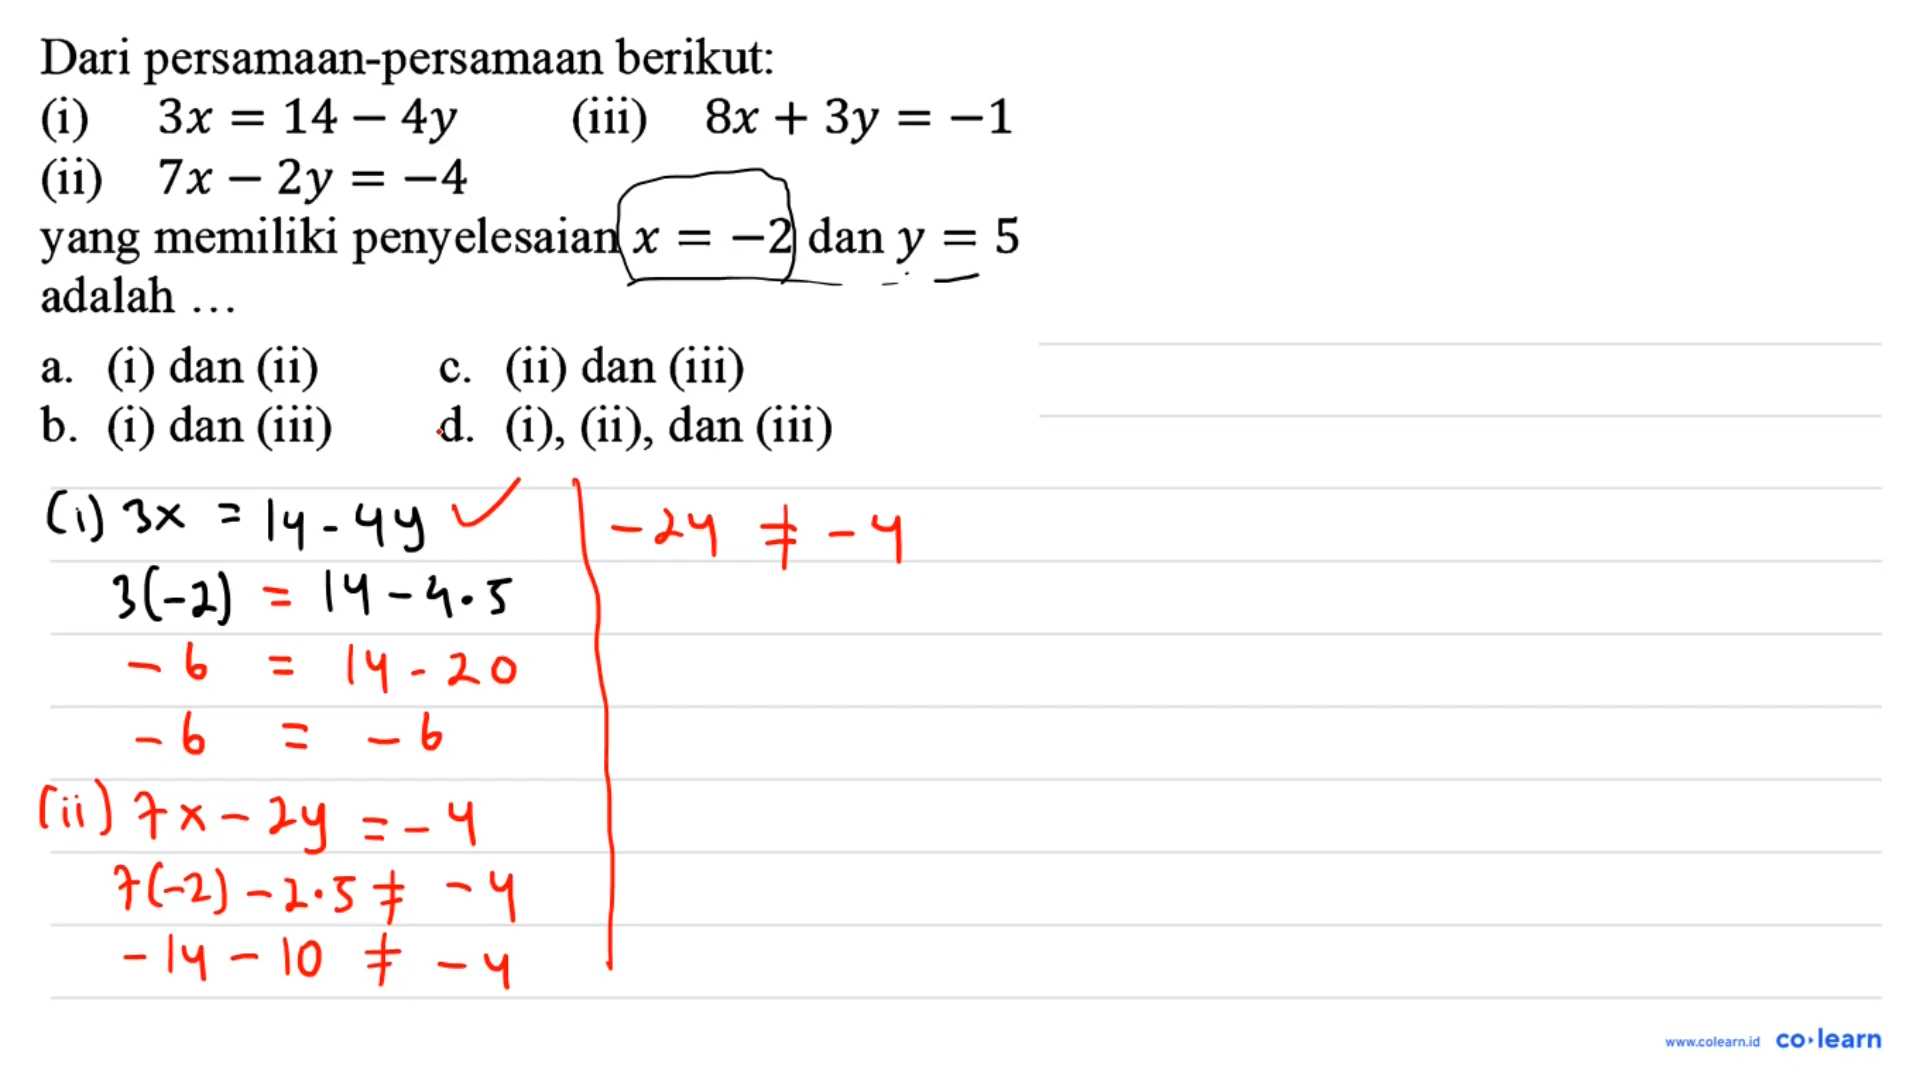 Dari persamaan-persamaan berikut:
(i) 3x = 14 − 4y (iii) 8x + 3y = −1
(ii) 7x − 2y = −4
yang memiliki penyelesaian x = −2 dan y = 5
adalah ...
a. (i) dan (ii) c. (ii) dan (iii)
b. (i) dan (iii) d. (i), (ii), dan (iii)
(i) 3x = 14 - 4y ✓
3(-2) = 14 - 4·5
-6 = 14 - 20
-6 = -6
(ii) 7x - 2y = -4
7(-2) - 2·5 ≠ -4
-14 - 10 ≠ -4
-24 ≠ -4
www.colearn.id co learn